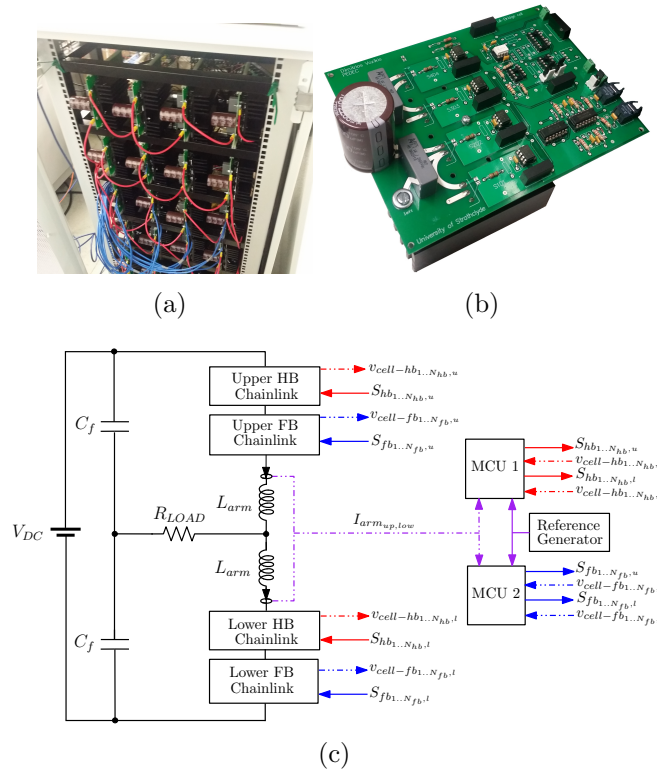 Dimitrios Vozikis
PEDEC
University of Strathclyde
(a)
(b)
Upper HB
Chainlink
v_{cell-hb_{1..N_{hb},u}}
S_{hb_{1..N_{hb},u}}
C_f
Upper FB
Chainlink
v_{cell-fb_{1..N_{fb},u}}
S_{fb_{1..N_{fb},u}}
MCU 1
S_{hb_{1..N_{hb},u}}
v_{cell-hb_{1..N_{hb},
S_{hb_{1..N_{hb},l}}
v_{cell-hb_{1..N_{hb},
L_{arm}
V_{DC}
R_{LOAD}
I_{arm_{up,low}}
Reference
Generator
L_{arm}
MCU 2
S_{fb_{1..N_{fb},u}}
v_{cell-fb_{1..N_{fb}
S_{fb_{1..N_{fb},l}}
v_{cell-fb_{1..N_{fb}
C_f
Lower HB
Chainlink
v_{cell-hb_{1..N_{hb},l}}
S_{hb_{1..N_{hb},l}}
Lower FB
Chainlink
v_{cell-fb_{1..N_{fb},l}}
S_{fb_{1..N_{fb},l}}
(c)